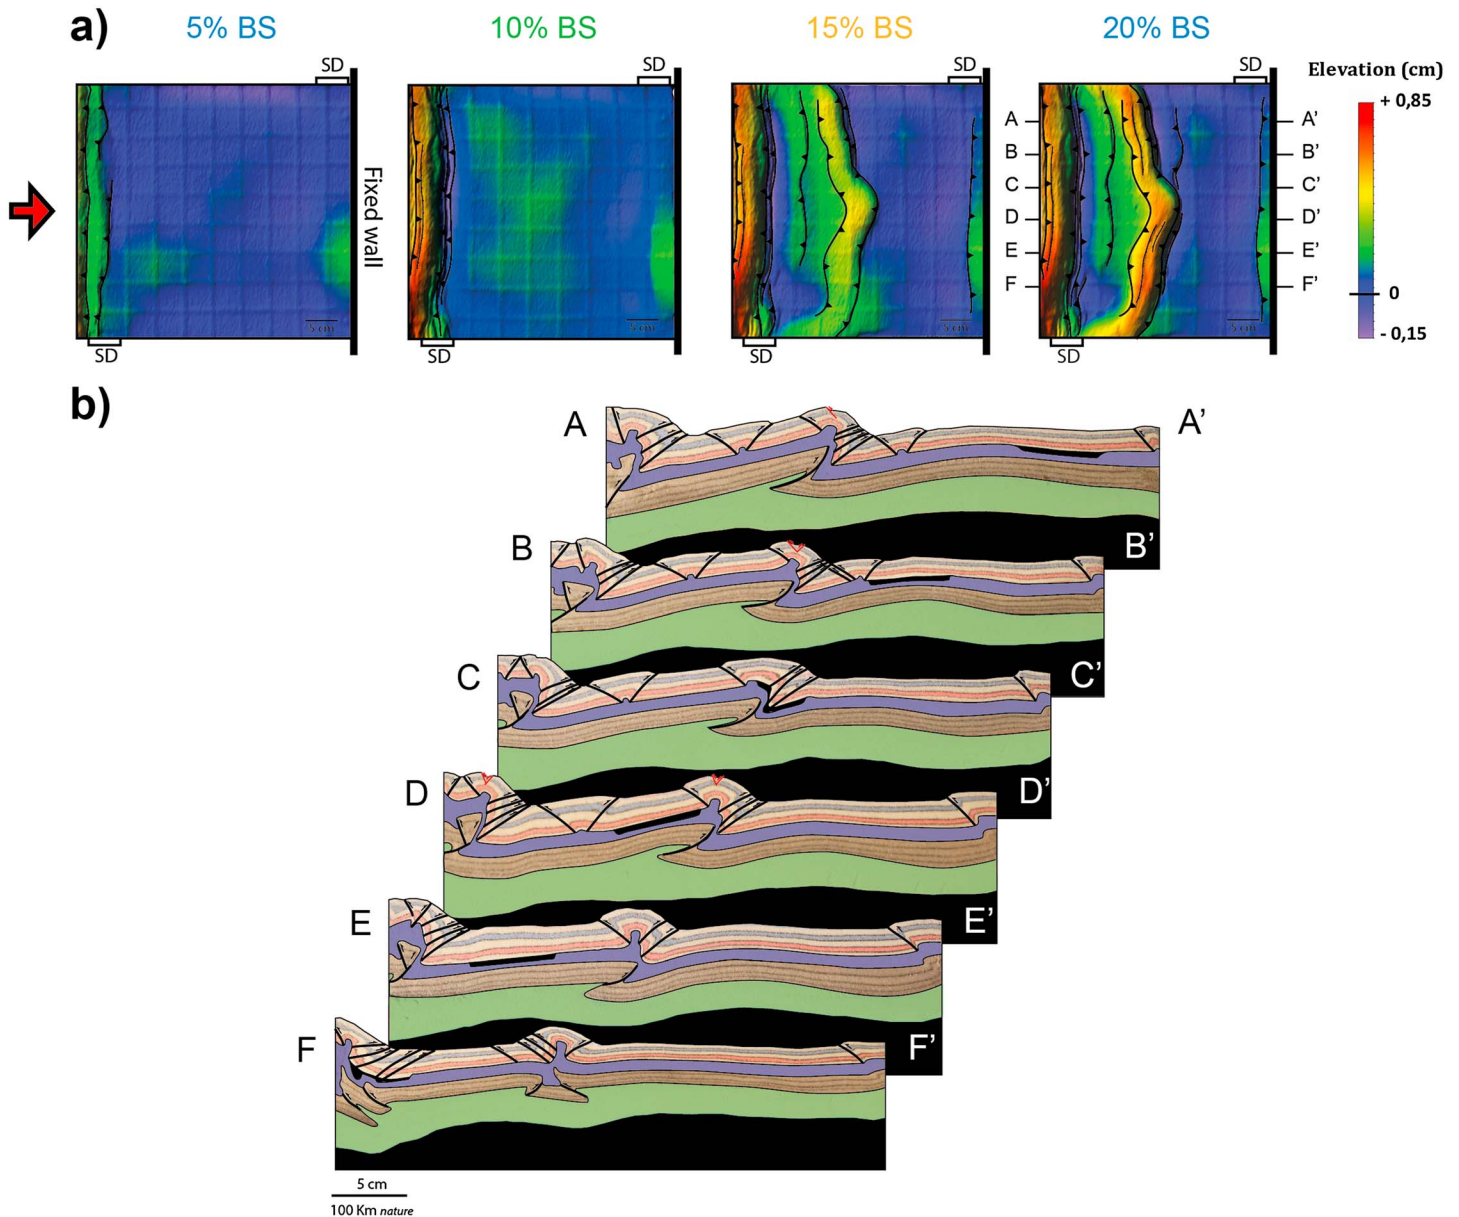 a)
5% BS
10% BS
15% BS
20% BS
SD
SD
SD
SD
Elevation (cm)
+ 0,85
0
- 0,15
Fixed wall
A
B
C
D
E
F
A’
B’
C’
D’
E’
F’
5 cm
5 cm
5 cm
5 cm
SD
SD
SD
SD
b)
A
A’
B
B’
C
C’
D
D’
E
E’
F
F’
5 cm
100 Km nature